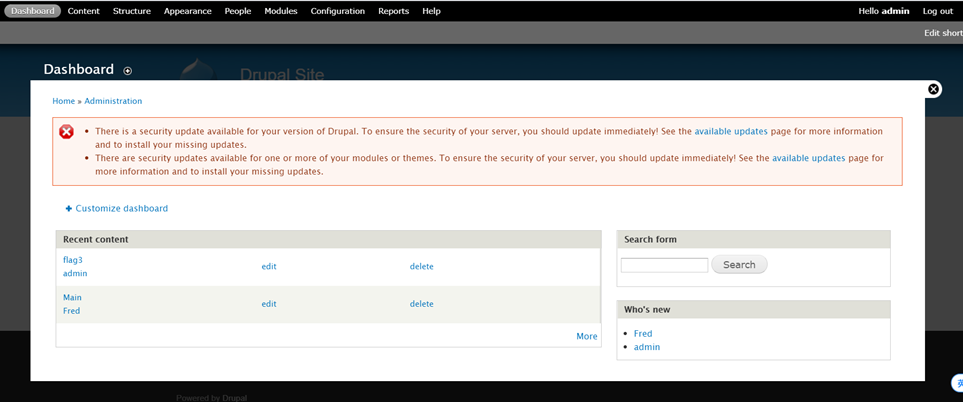 Dashboard Content Structure Appearance People Modules Configuration Reports Help Hello admin Log out
Edit short
Dashboard
Drupal Site
Home » Administration
There is a security update available for your version of Drupal. To ensure the security of your server, you should update immediately! See the available updates page for more information
and to install your missing updates.
There are security updates available for one or more of your modules or themes. To ensure the security of your server, you should update immediately! See the available updates page for
more information and to install your missing updates.
Customize dashboard
Recent content
flag3
admin
edit
delete
Main
Fred
edit
delete
More
Search form
Search
Who's new
Fred
admin
Powered by Drupal
英